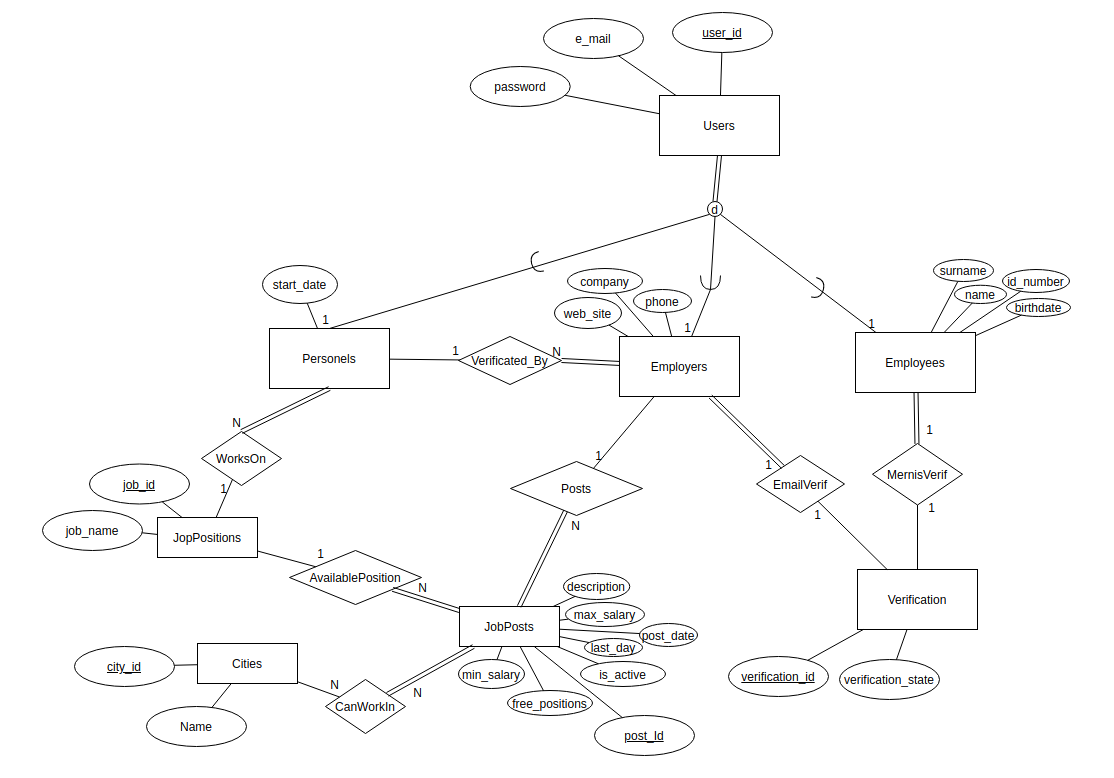 user_id
e_mail
password
Users
d
surname
id_number
company
start_date
name
phone
birthdate
web_site
1
1
1
Personels
1
Verificated_By
N
Employers
Employees
N
1
WorksOn
1
1
MernisVerif
job_id
1
Posts
EmailVerif
1
1
N
job_name
JopPositions
1
AvailablePosition
N
description
Verification
max_salary
JobPosts
post_date
last_day
city_id
Cities
min_salary
is_active
verification_id
verification_state
N
N
CanWorkIn
free_positions
Name
post_Id